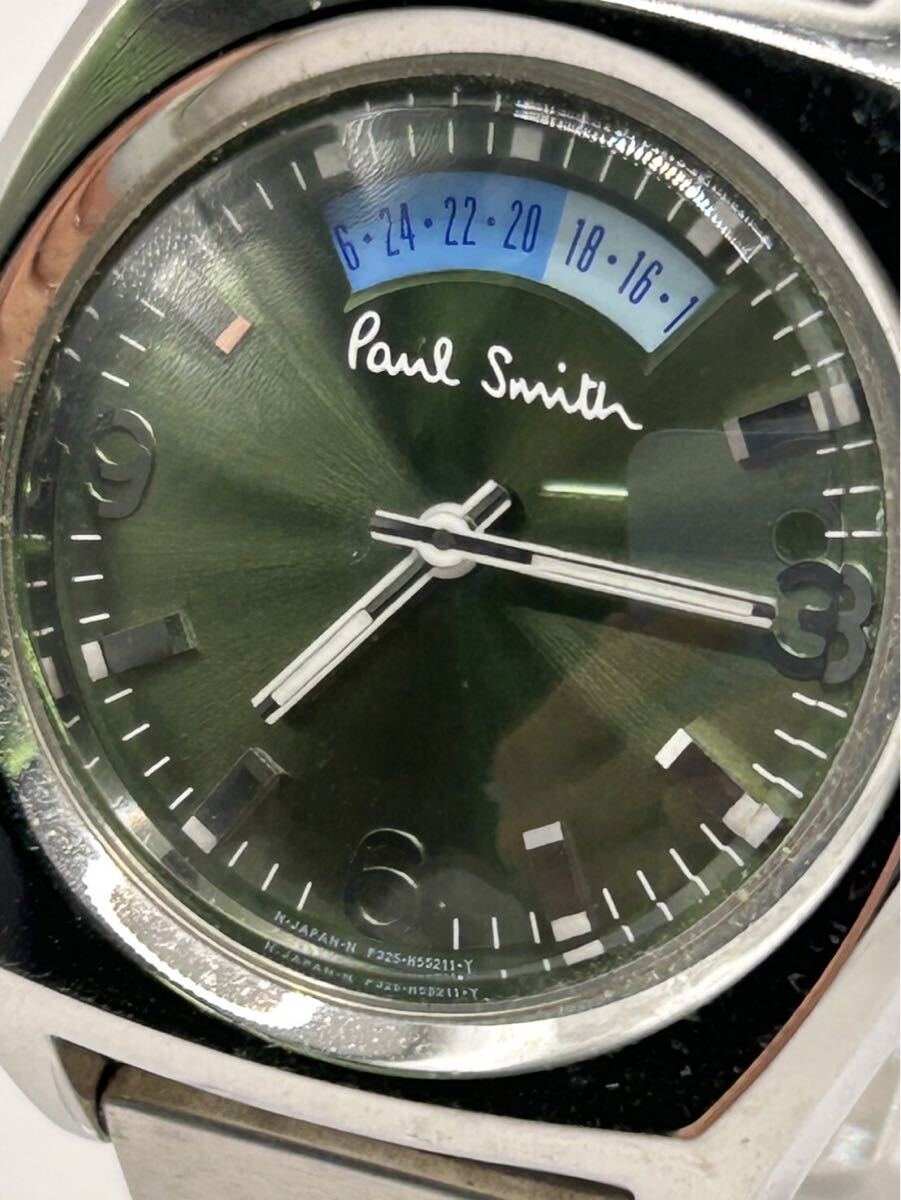 6·24·22·20 18·16·1
Paul Smith
9
3
6
N·JAPAN·N F325·H55211·Y